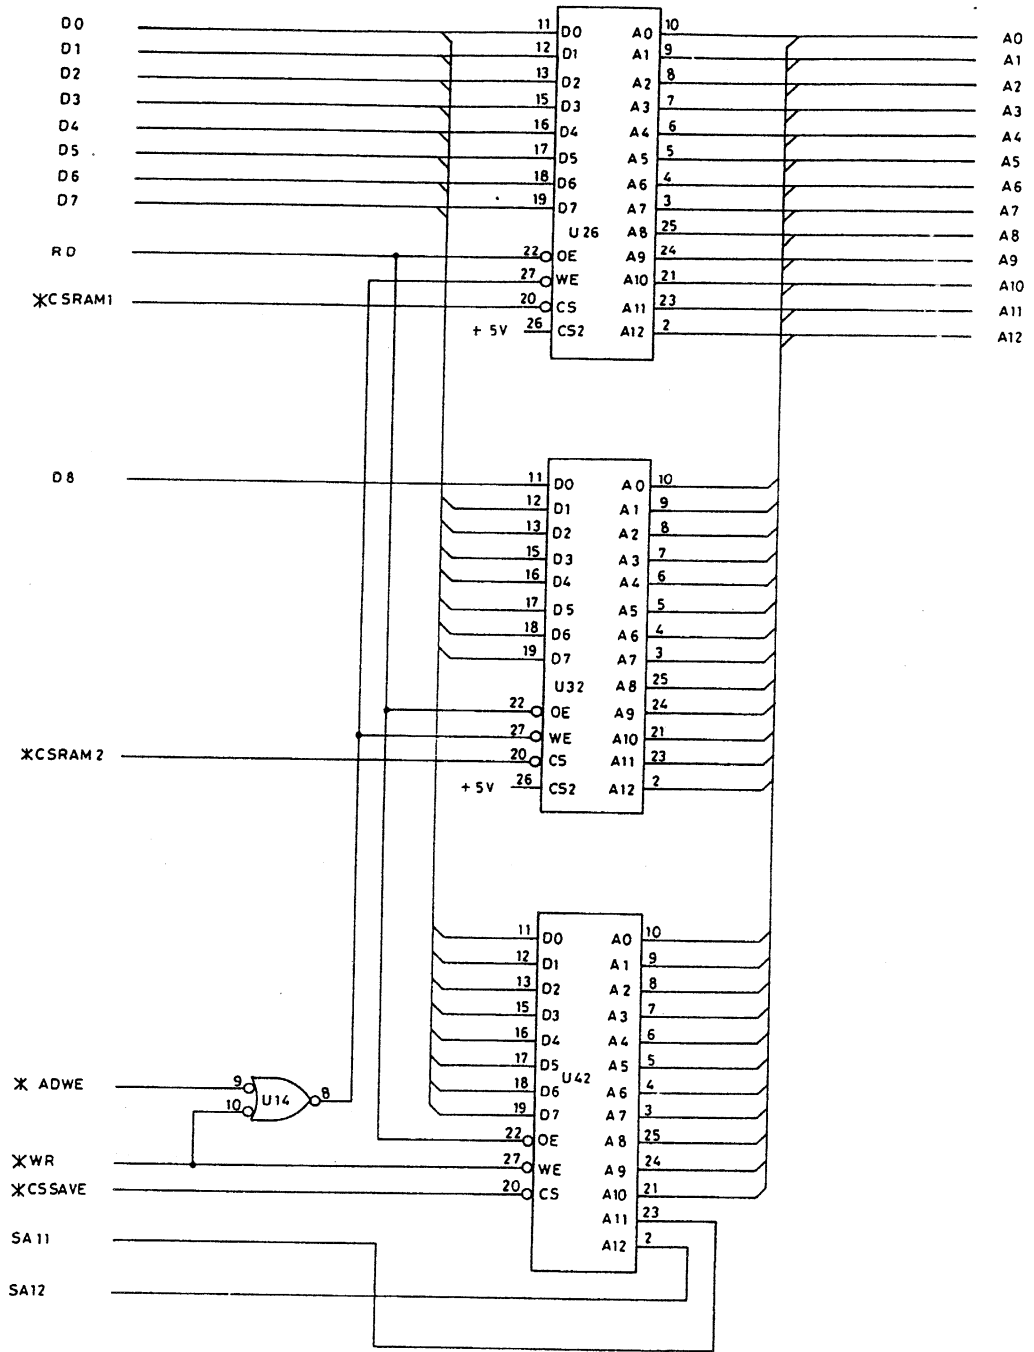 D0 11 D0 A0 10 A0
D1 12 D1 A1 9 A1
D2 13 D2 A2 8 A2
D3 15 D3 A3 7 A3
D4 16 D4 A4 6 A4
D5 17 D5 A5 5 A5
D6 18 D6 A6 4 A6
D7 19 D7 A7 3 A7
U26 A8 25 A8
RD 22 OE A9 24 A9
27 WE A10 21 A10
*CSRAM1 20 CS A11 23 A11
+5V 26 CS2 A12 2 A12
D8 11 D0 A0 10
12 D1 A1 9
13 D2 A2 8
15 D3 A3 7
16 D4 A4 6
17 D5 A5 5
18 D6 A6 4
19 D7 A7 3
U32 A8 25
22 OE A9 24
27 WE A10 21
*CSRAM2 20 CS A11 23
+5V 26 CS2 A12 2
11 D0 A0 10
12 D1 A1 9
13 D2 A2 8
15 D3 A3 7
16 D4 A4 6
17 D5 A5 5
U42
* ADWE 9 U14 8 18 D6 A6 4
10 19 D7 A7 3
22 OE A8 25
*WR 27 WE A9 24
*CSSAVE 20 CS A10 21
A11 23
SA11 A12 2
SA12